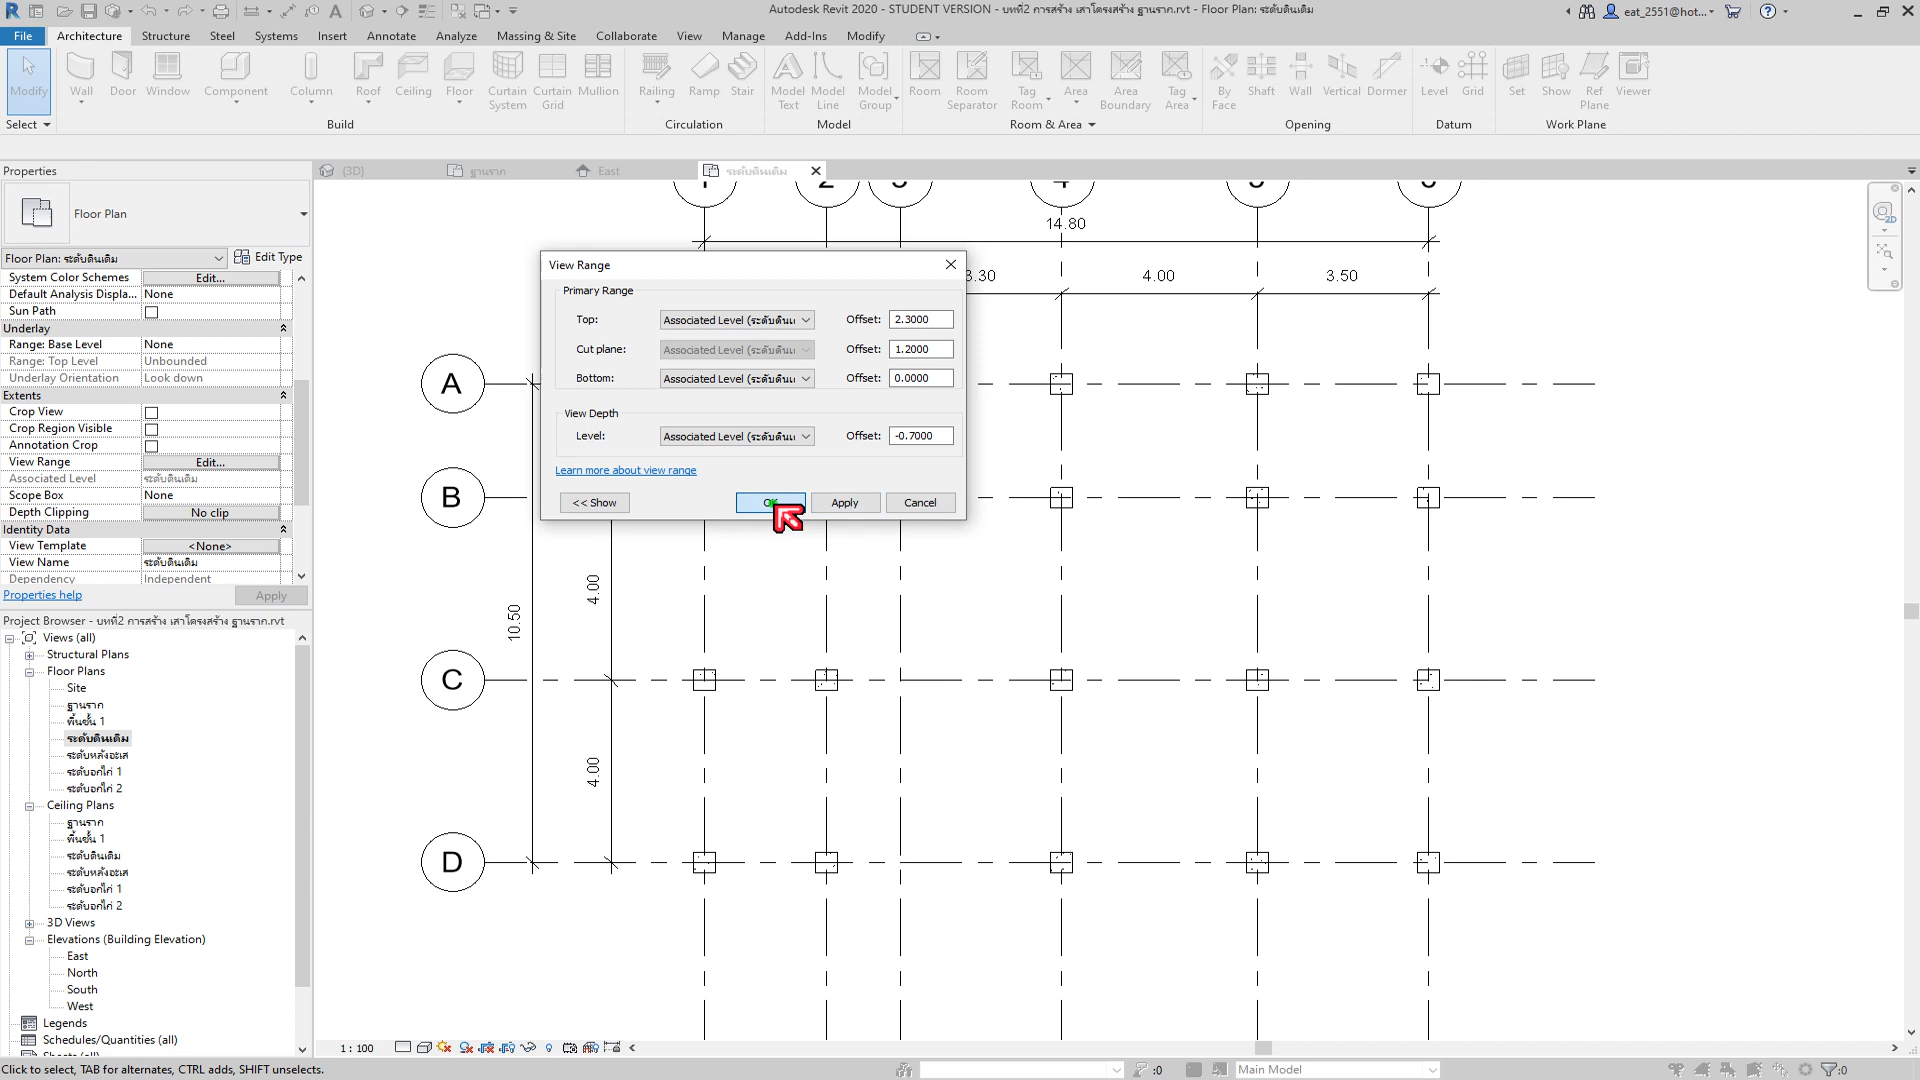 Autodesk Revit 2020 - STUDENT VERSION - บทที่2 การสร้าง เสาโครงสร้าง ฐานราก.rvt - Floor Plan: ระดับดินเดิม
eat_2551@hot...
File Architecture Structure Steel Systems Insert Annotate Analyze Massing & Site Collaborate View Manage Add-Ins Modify
Modify Wall Door Window Component Column Roof Ceiling Floor Curtain System Curtain Grid Mullion Railing Ramp Stair Model Text Model Line Model Group Room Room Separator Tag Room Area Area Boundary Tag Area By Face Shaft Wall Vertical Dormer Level Grid Set Show Ref Plane Viewer
Select Build Circulation Model Room & Area Opening Datum Work Plane
Properties
(3D) ฐานราก East ระดับดินเดิม
Floor Plan
Floor Plan: ระดับดินเดิม Edit Type
System Color Schemes Edit...
Default Analysis Displa... None
Sun Path
Underlay
Range: Base Level None
Range: Top Level Unbounded
Underlay Orientation Look down
Extents
Crop View
Crop Region Visible
Annotation Crop
View Range Edit...
Associated Level ระดับดินเดิม
Scope Box None
Depth Clipping No clip
Identity Data
View Template <None>
View Name ระดับดินเดิม
Dependency Independent
Properties help Apply
Project Browser - บทที่2 การสร้าง เสาโครงสร้าง ฐานราก.rvt
Views (all)
Structural Plans
Floor Plans
Site
ฐานราก
พื้นชั้น 1
ระดับดินเดิม
ระดับหลังอะเส
ระดับอกไก่ 1
ระดับอกไก่ 2
Ceiling Plans
ฐานราก
พื้นชั้น 1
ระดับดินเดิม
ระดับหลังอะเส
ระดับอกไก่ 1
ระดับอกไก่ 2
3D Views
Elevations (Building Elevation)
East
North
South
West
Legends
Schedules/Quantities (all)
Sheets (all)
14.80
3.30 4.00 3.50
A
B
C
D
10.50
4.00
4.00
View Range
Primary Range
Top: Associated Level (ระดับดินเ Offset: 2.3000
Cut plane: Associated Level (ระดับดินเ Offset: 1.2000
Bottom: Associated Level (ระดับดินเ Offset: 0.0000
View Depth
Level: Associated Level (ระดับดินเ Offset: -0.7000
Learn more about view range
<< Show OK Apply Cancel
2D
1 : 100
Click to select, TAB for alternates, CTRL adds, SHIFT unselects.
:0 Main Model :0